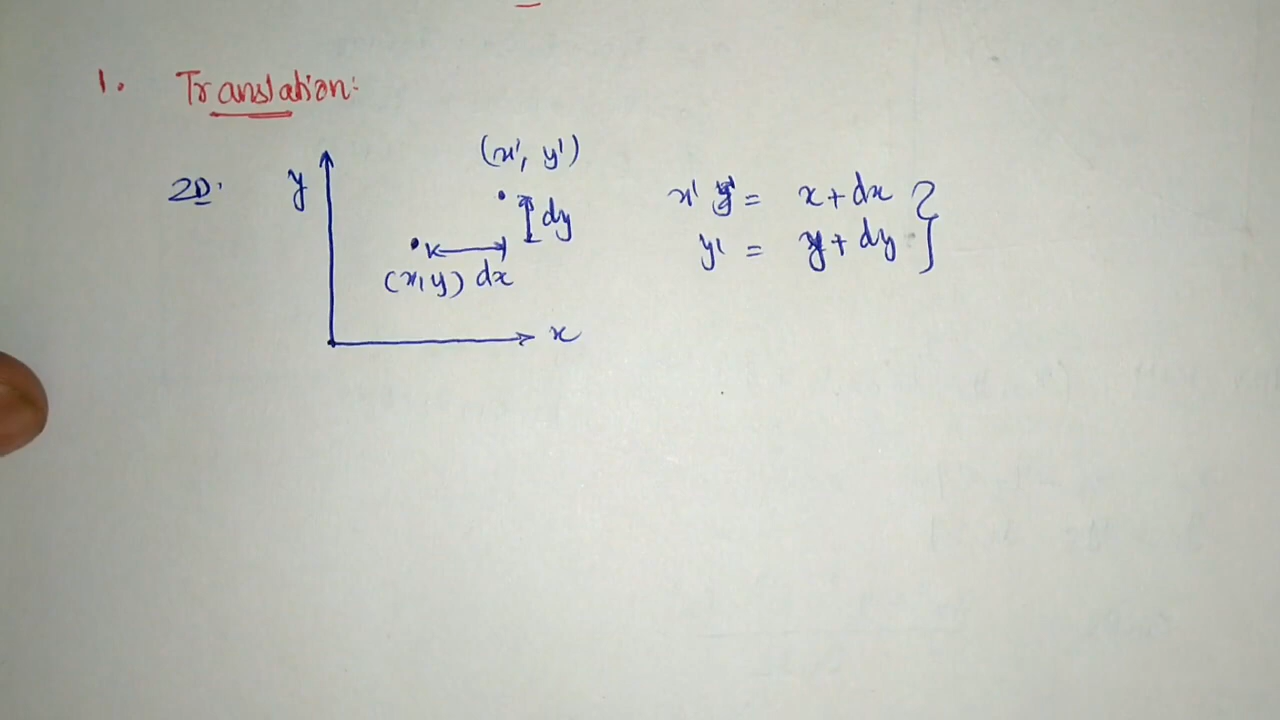 1. Translation:
(x', y')
2D:
y
dy
(x, y) dx
x
x' = x + dx
y' = y + dy }